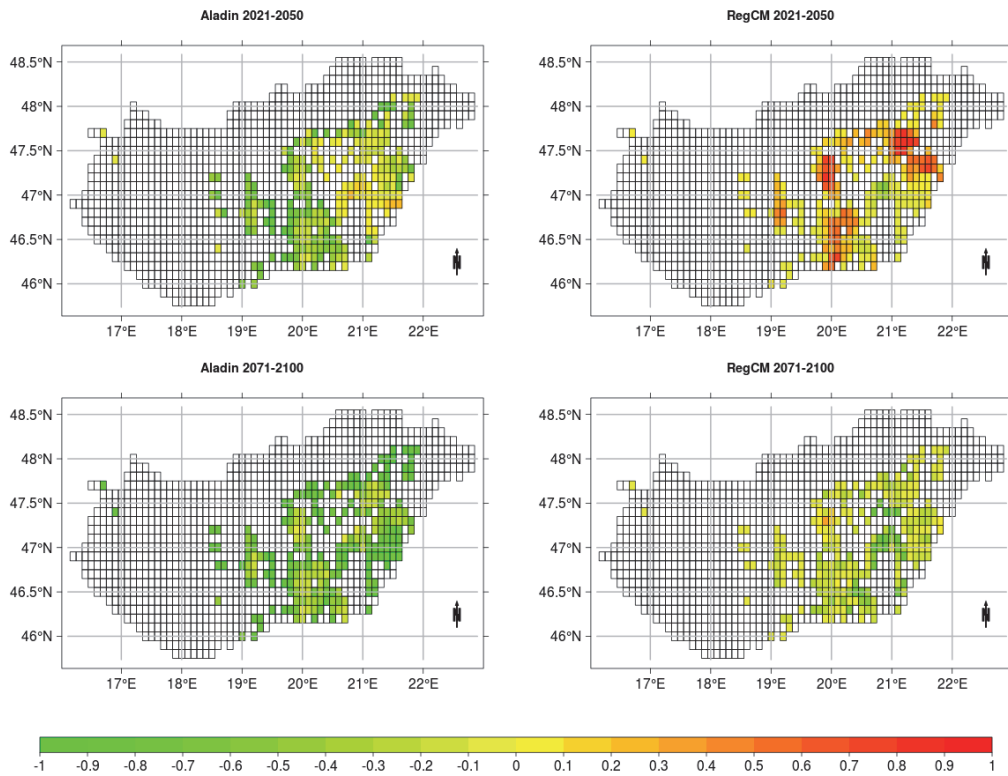 Aladin 2021-2050
RegCM 2021-2050
48.5°N
48°N
47.5°N
47°N
46.5°N
46°N
N
17°E 18°E 19°E 20°E 21°E 22°E
48.5°N
48°N
47.5°N
47°N
46.5°N
46°N
N
17°E 18°E 19°E 20°E 21°E 22°E
Aladin 2071-2100
RegCM 2071-2100
48.5°N
48°N
47.5°N
47°N
46.5°N
46°N
N
17°E 18°E 19°E 20°E 21°E 22°E
48.5°N
48°N
47.5°N
47°N
46.5°N
46°N
N
17°E 18°E 19°E 20°E 21°E 22°E
-1 -0.9 -0.8 -0.7 -0.6 -0.5 -0.4 -0.3 -0.2 -0.1 0 0.1 0.2 0.3 0.4 0.5 0.6 0.7 0.8 0.9 1